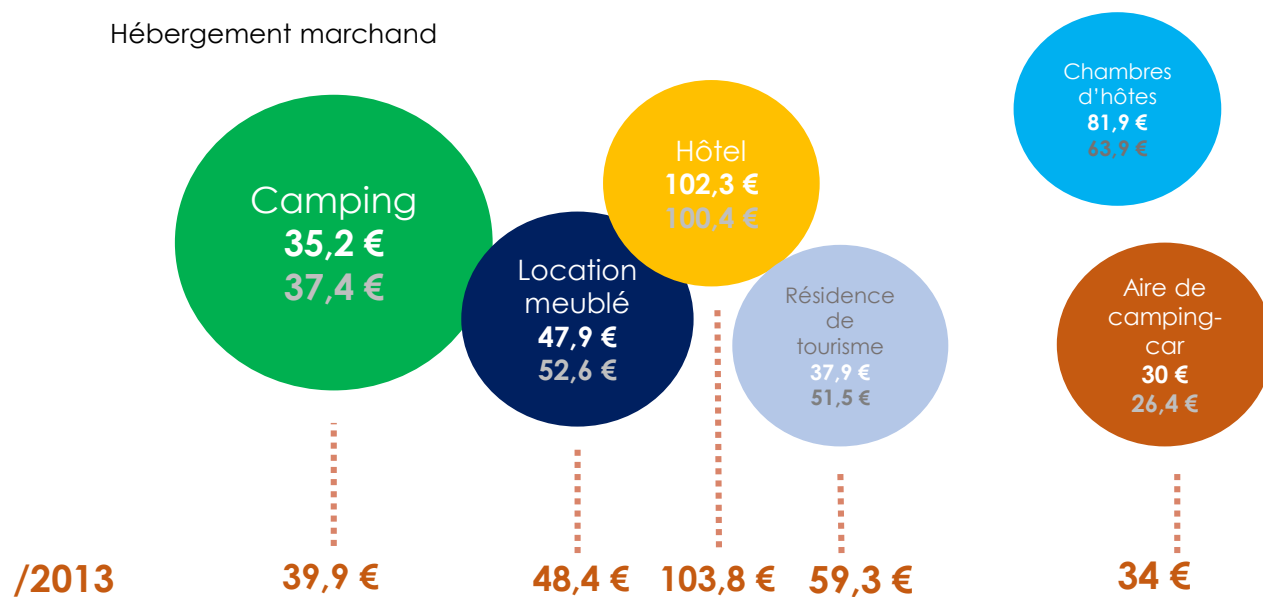 Hébergement marchand
Camping
35,2 €
37,4 €
Location
meublé
47,9 €
52,6 €
Hôtel
102,3 €
100,4 €
Résidence
de
tourisme
37,9 €
51,5 €
Chambres
d'hôtes
81,9 €
63,9 €
Aire de
camping-
car
30 €
26,4 €
/2013
39,9 €
48,4 €
103,8 €
59,3 €
34 €